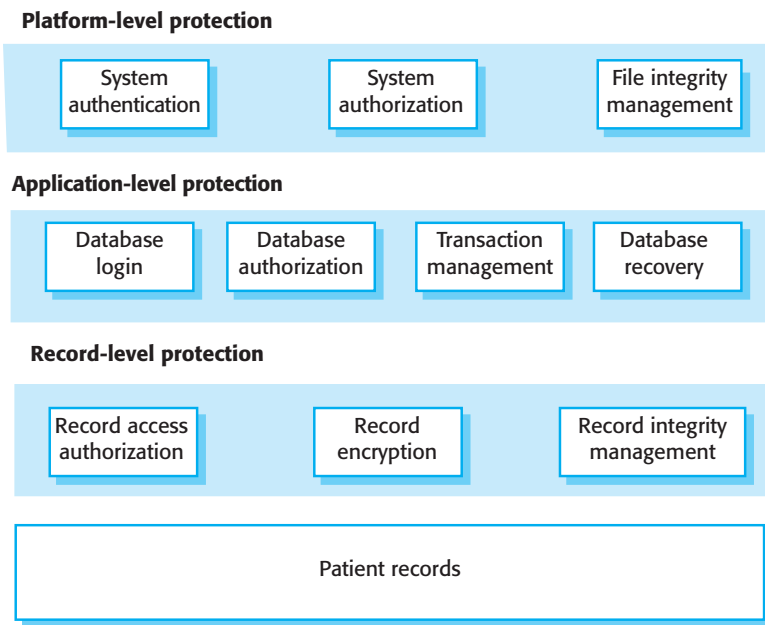 Platform-level protection
System
authentication
System
authorization
File integrity
management
Application-level protection
Database
login
Database
authorization
Transaction
management
Database
recovery
Record-level protection
Record access
authorization
Record
encryption
Record integrity
management
Patient records